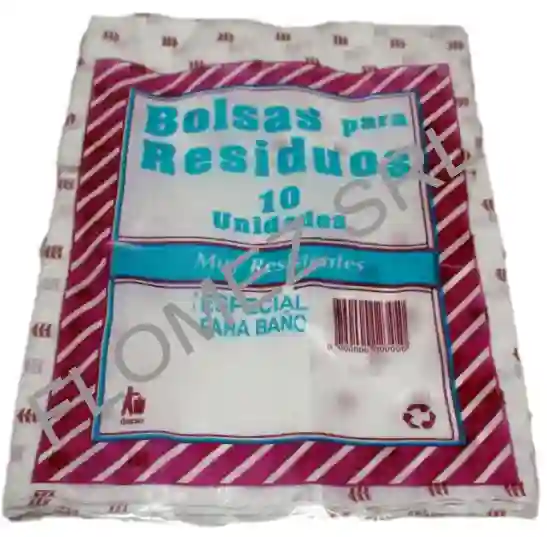 Bolsas para
Residuos
10
Unidades
Muy Resistentes
ESPECIAL
PARA BAÑO
FLOMEZ SRL